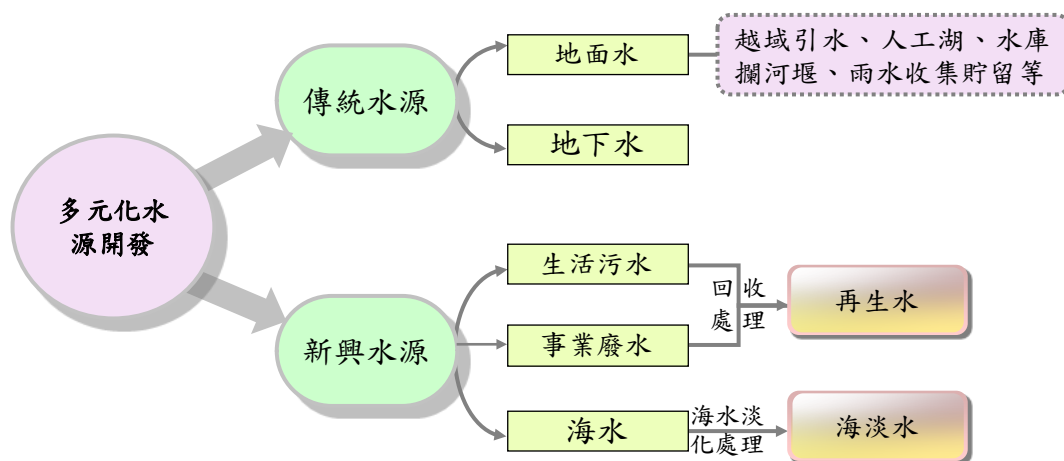 多元化水
源開發
傳統水源
地面水
越域引水、人工湖、水庫
攔河堰、雨水收集貯留等
地下水
新興水源
生活污水
事業廢水
回收
處理
再生水
海水
海水淡
化處理
海淡水